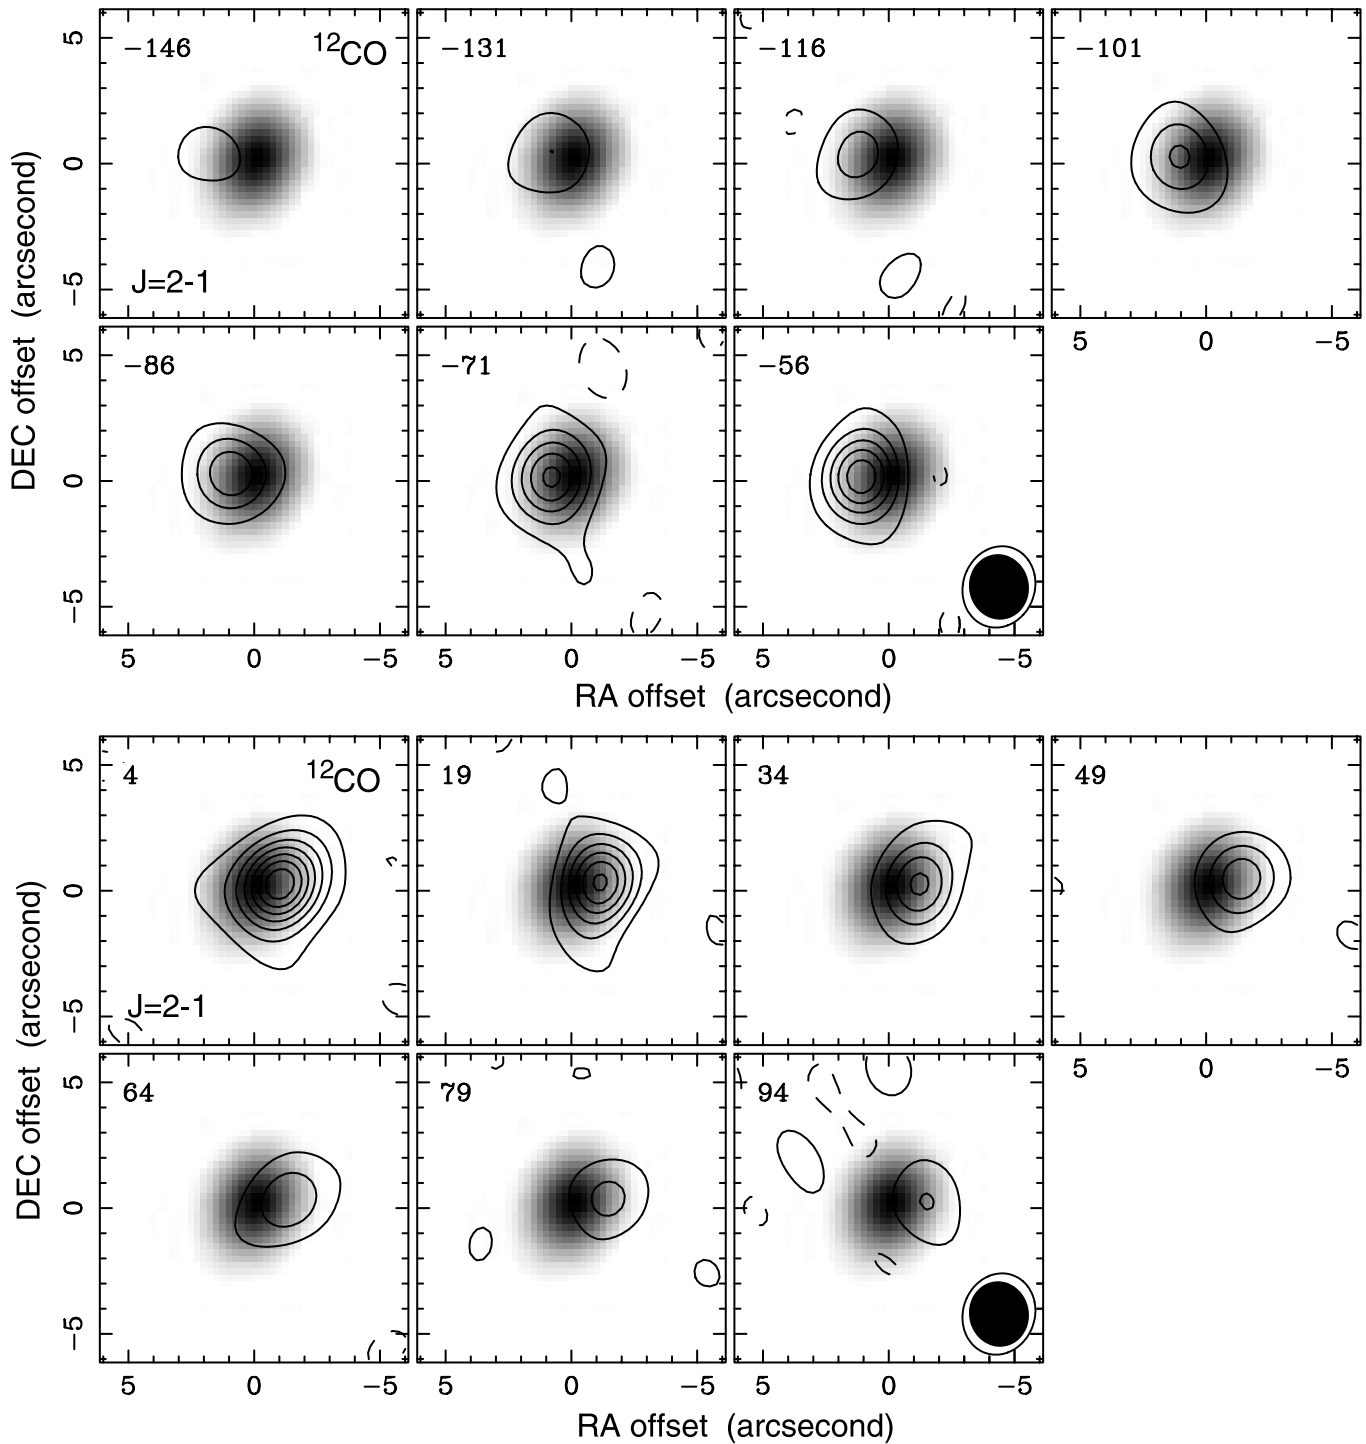 −146 ¹²CO −131 −116 −101
5
0
−5
J=2-1
5 0 −5
−86 −71 −56
5
0
−5
5 0 −5 5 0 −5 5 0 −5
DEC offset (arcsecond)
RA offset (arcsecond)
4 ¹²CO 19 34 49
5
0
−5
J=2-1
5 0 −5
64 79 94
5
0
−5
5 0 −5 5 0 −5 5 0 −5
DEC offset (arcsecond)
RA offset (arcsecond)